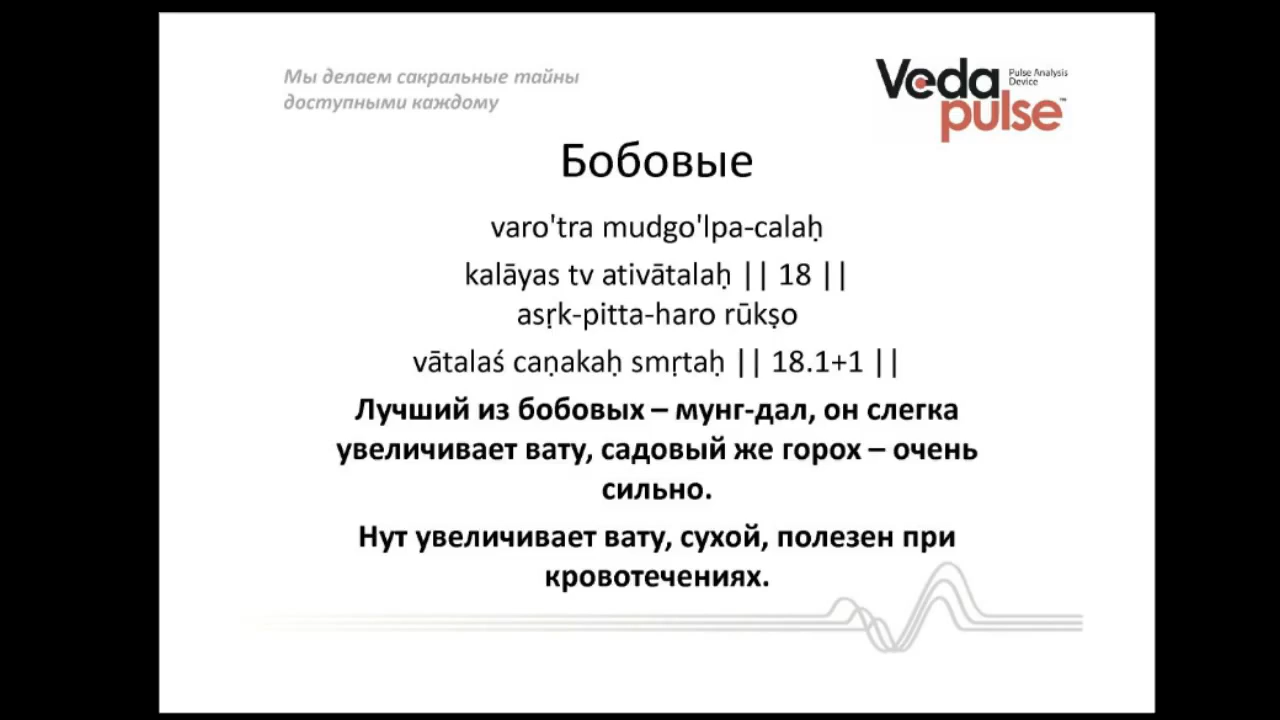 Мы делаем сакральные тайны
доступными каждому
Veda
Pulse Analysis
Device
pulse™
Бобовые
varo'tra mudgo'lpa-calaḥ
kalāyas tv ativātalaḥ || 18 ||
asṛk-pitta-haro rūkṣo
vātalaś caṇakaḥ smṛtaḥ || 18.1+1 ||
Лучший из бобовых – мунг-дал, он слегка
увеличивает вату, садовый же горох – очень
сильно.
Нут увеличивает вату, сухой, полезен при
кровотечениях.